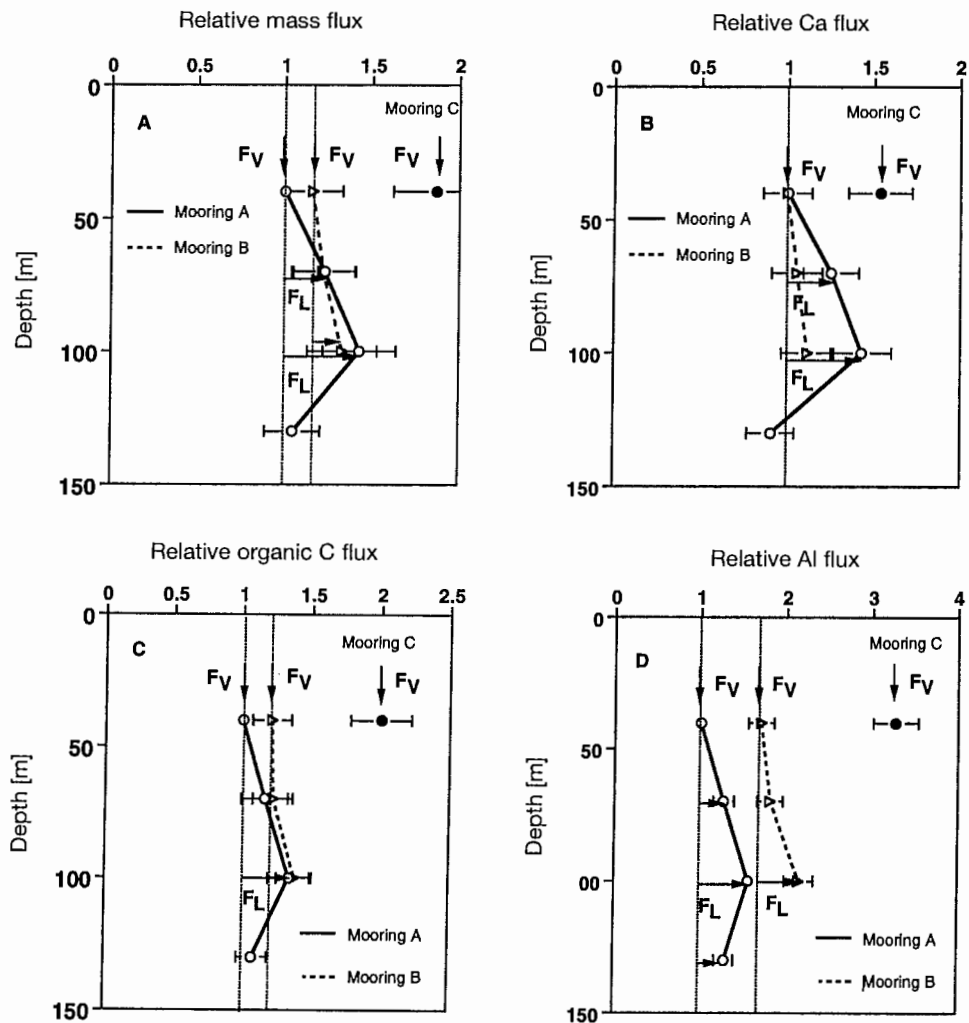 Relative mass flux
0 0.5 1 1.5 2
0
50
100
150
Depth [m]
A
Mooring C
FV FV FV
Mooring A
Mooring B
FL
FL
Relative Ca flux
0 0.5 1 1.5 2
0
50
100
150
Depth [m]
B
Mooring C
FV FV
Mooring A
Mooring B
FL
FL
Relative organic C flux
0 0.5 1 1.5 2 2.5
0
50
100
150
Depth [m]
C
Mooring C
FV FV FV
FL
Mooring A
Mooring B
Relative Al flux
0 1 2 3 4
00
50
00
150
Depth [m]
D
Mooring C
FV FV FV
FL FL
Mooring A
Mooring B